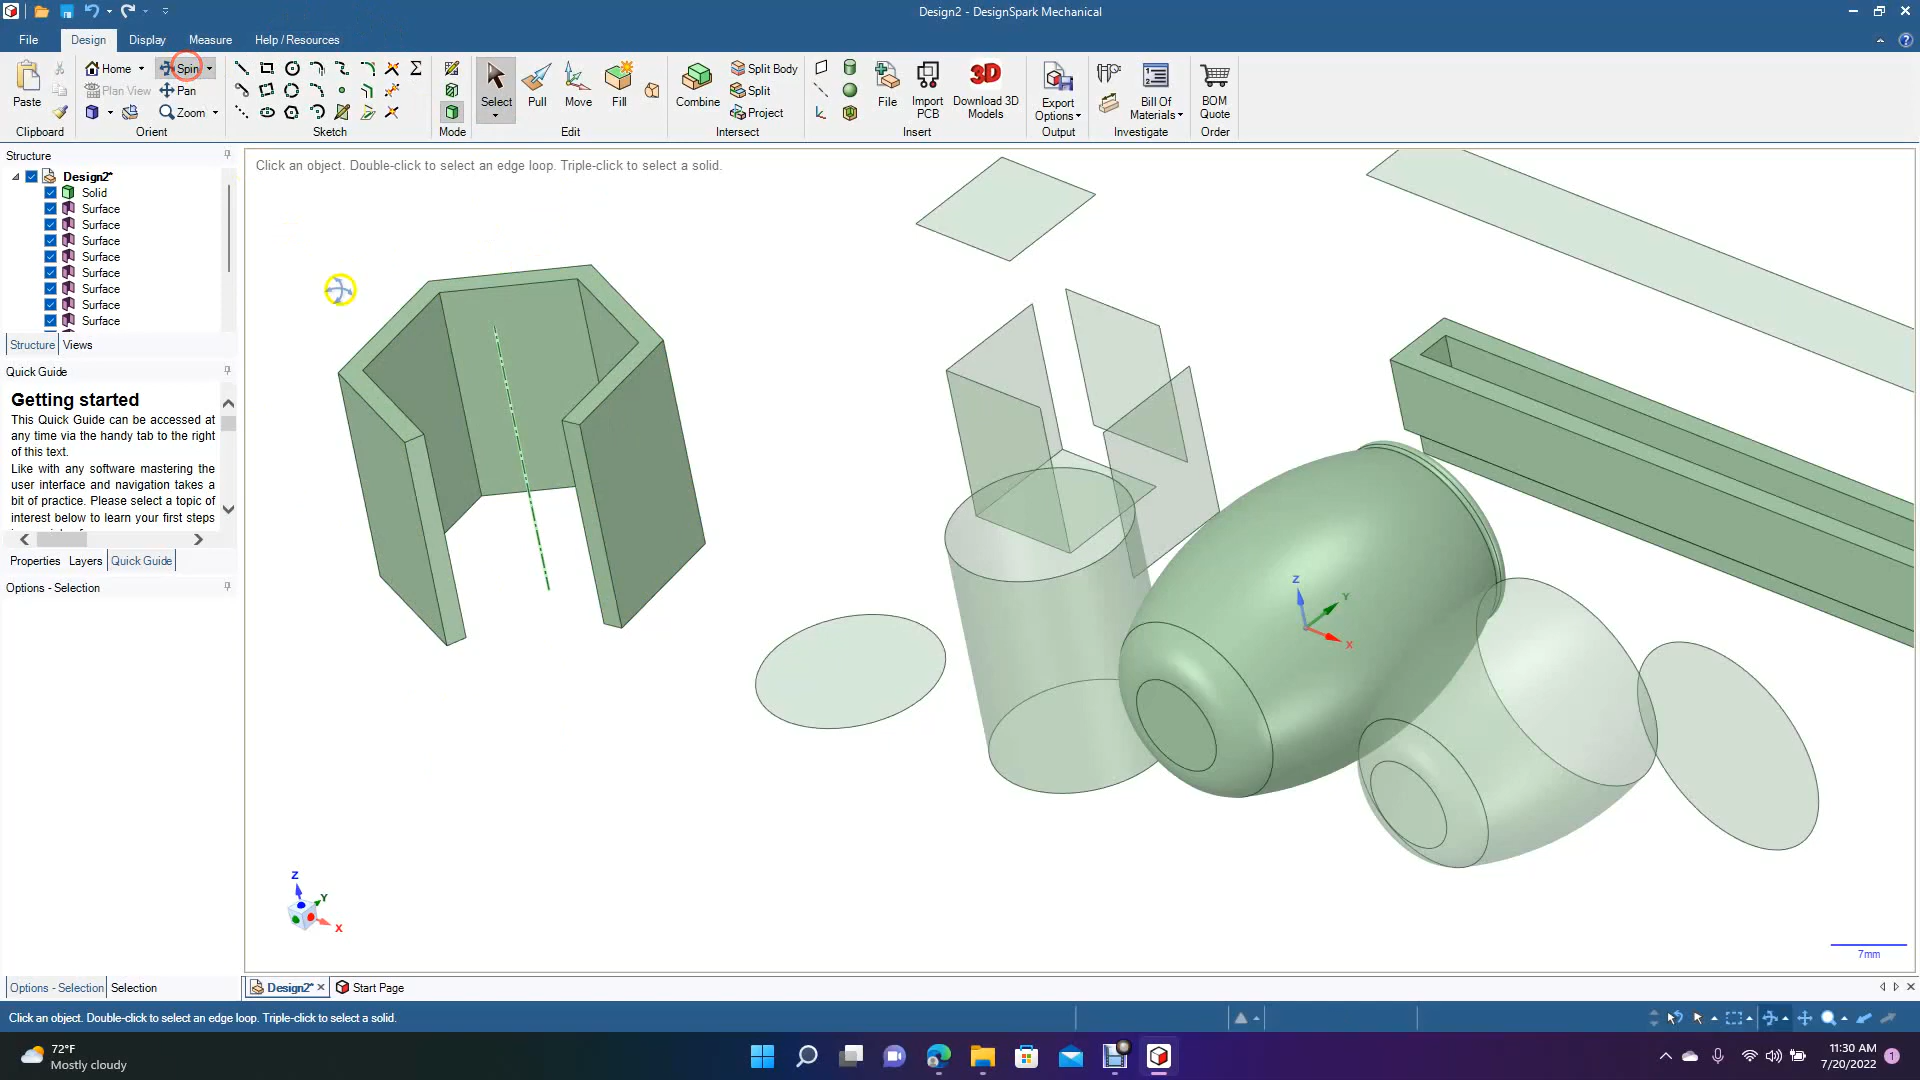 Design2 - DesignSpark Mechanical
File Design Display Measure Help / Resources
Paste
Home Spin
Plan View Pan
Zoom
Select Pull Move Fill
Combine
Split Body
Split
Project
File Import PCB Download 3D Models
Export Options
Bill Of Materials
BOM Quote
3D
Clipboard Orient Sketch Mode Edit Intersect Insert Output Investigate Order
Structure
Design2*
Solid
Surface
Surface
Surface
Surface
Surface
Surface
Surface
Surface
Structure Views
Quick Guide
Getting started
This Quick Guide can be accessed at
any time via the handy tab to the right
of this text.
Like with any software mastering the
user interface and navigation takes a
bit of practice. Please select a topic of
interest below to learn your first steps
Properties Layers Quick Guide
Options - Selection
Click an object. Double-click to select an edge loop. Triple-click to select a solid.
Z
Y
X
Z
Y
X
7mm
Options - Selection Selection
Design2* Start Page
Click an object. Double-click to select an edge loop. Triple-click to select a solid.
72°F
Mostly cloudy
11:30 AM
7/20/2022
1